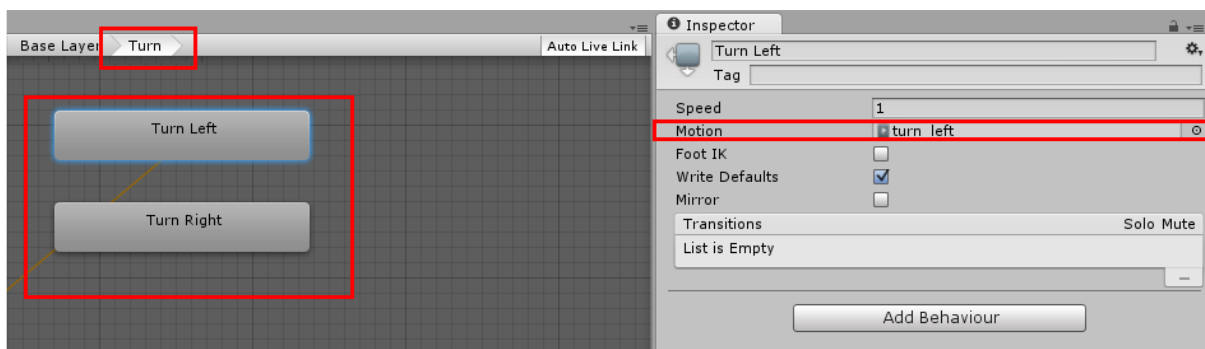 Base Layer Turn Auto Live Link
Turn Left
Turn Right
Inspector
Turn Left
Tag
Speed 1
Motion turn_left
Foot IK
Write Defaults
Mirror
Transitions Solo Mute
List is Empty
Add Behaviour